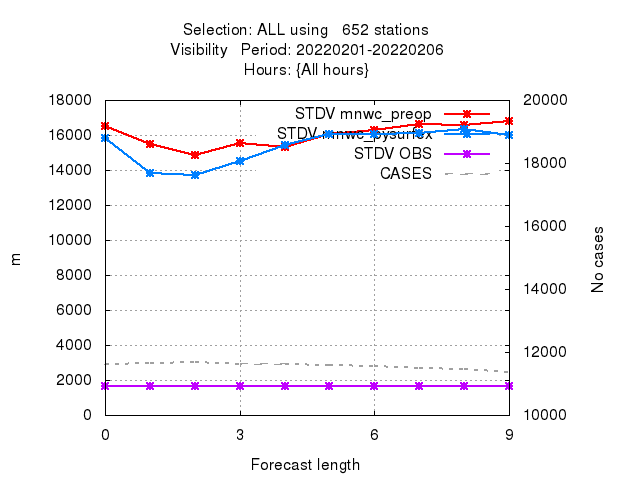 Selection: ALL using   652 stations
Visibility   Period: 20220201-20220206
Hours: {All hours}
18000
16000
14000
12000
10000
8000
6000
4000
2000
0
m
STDV mnwc_preop
STDV
STDV OBS
CASES
20000
18000
16000
14000
12000
10000
No cases
0
3
6
9
Forecast length